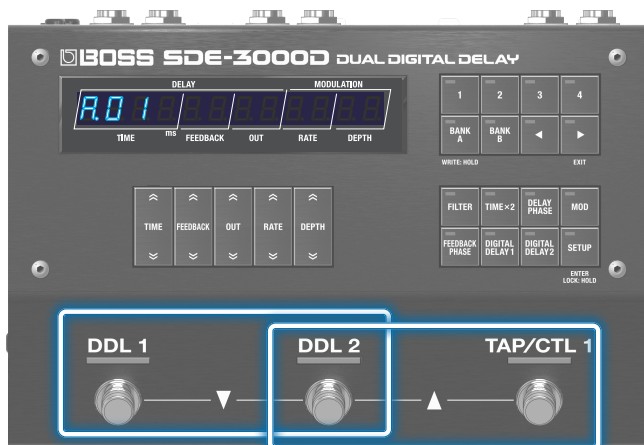 BOSS SDE-3000D DUAL DIGITAL DELAY
DELAY MODULATION
A.01
TIME ms FEEDBACK OUT RATE DEPTH
1 2 3 4
BANK A BANK B ◀ ▶
WRITE: HOLD EXIT
TIME FEEDBACK OUT RATE DEPTH
FILTER TIME×2 DELAY PHASE MOD
FEEDBACK PHASE DIGITAL DELAY 1 DIGITAL DELAY 2 SETUP
ENTER
LOCK: HOLD
DDL 1 DDL 2 TAP/CTL 1
▼ ▲